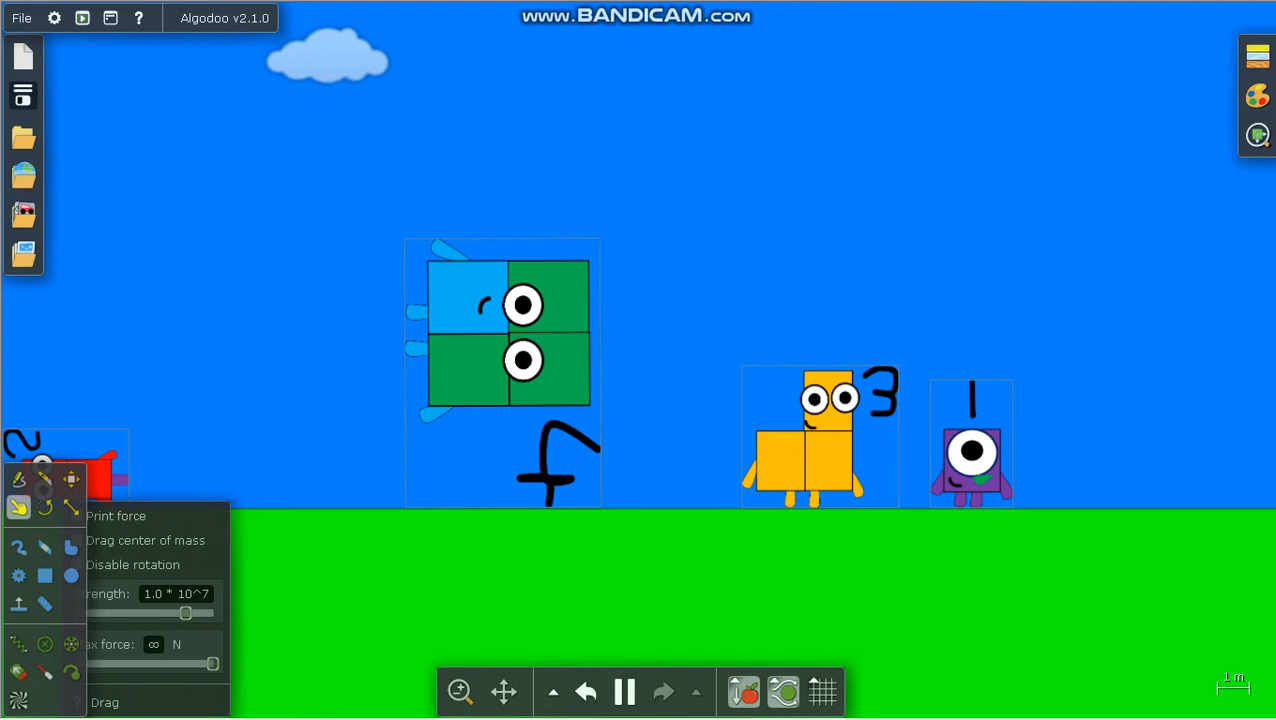 www.BANDICAM.com
File ? Algodoo v2.1.0
2
4
3
1
Print force
Drag center of mass
Disable rotation
rength: 1.0 * 10^7
ax force: ∞ N
? Drag
1 m